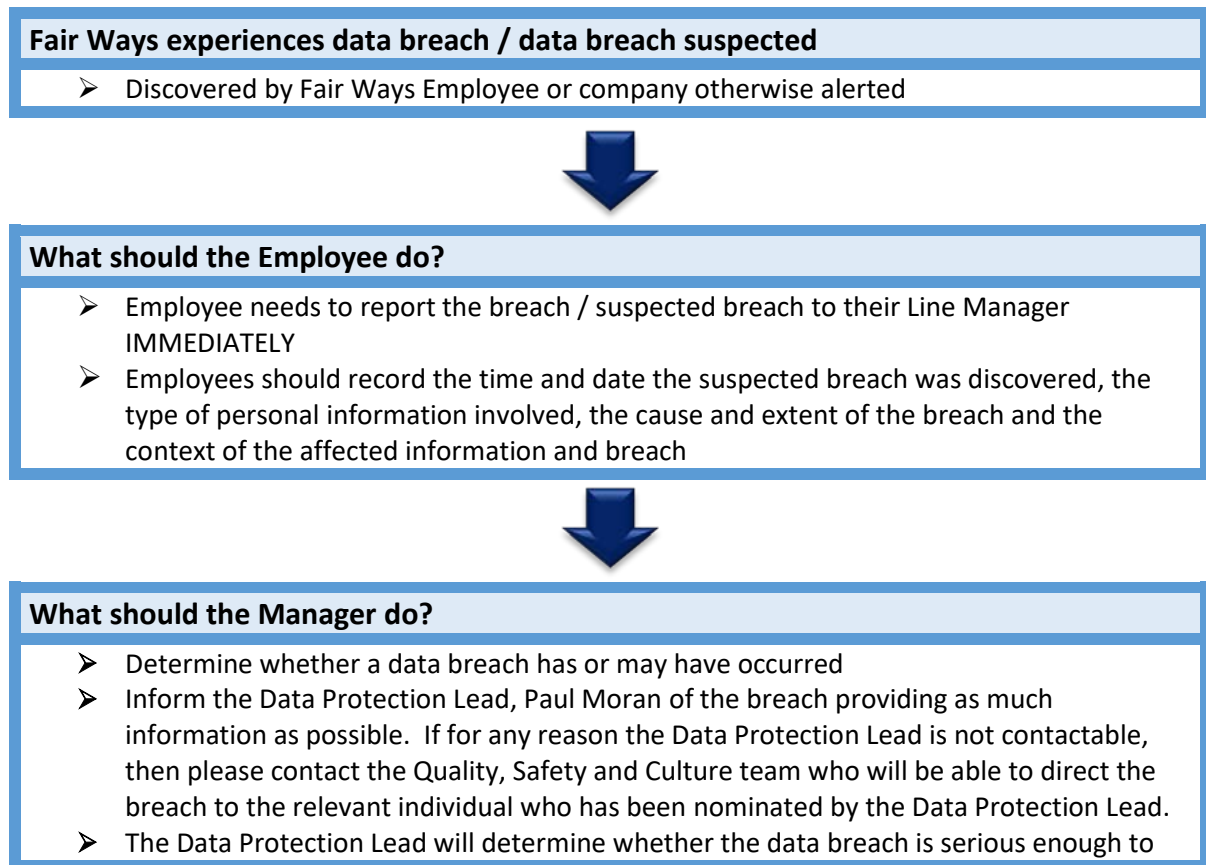 Fair Ways experiences data breach / data breach suspected
➢ Discovered by Fair Ways Employee or company otherwise alerted
What should the Employee do?
➢ Employee needs to report the breach / suspected breach to their Line Manager
IMMEDIATELY
➢ Employees should record the time and date the suspected breach was discovered, the
type of personal information involved, the cause and extent of the breach and the
context of the affected information and breach
What should the Manager do?
➢ Determine whether a data breach has or may have occurred
➢ Inform the Data Protection Lead, Paul Moran of the breach providing as much
information as possible.  If for any reason the Data Protection Lead is not contactable,
then please contact the Quality, Safety and Culture team who will be able to direct the
breach to the relevant individual who has been nominated by the Data Protection Lead.
➢ The Data Protection Lead will determine whether the data breach is serious enough to